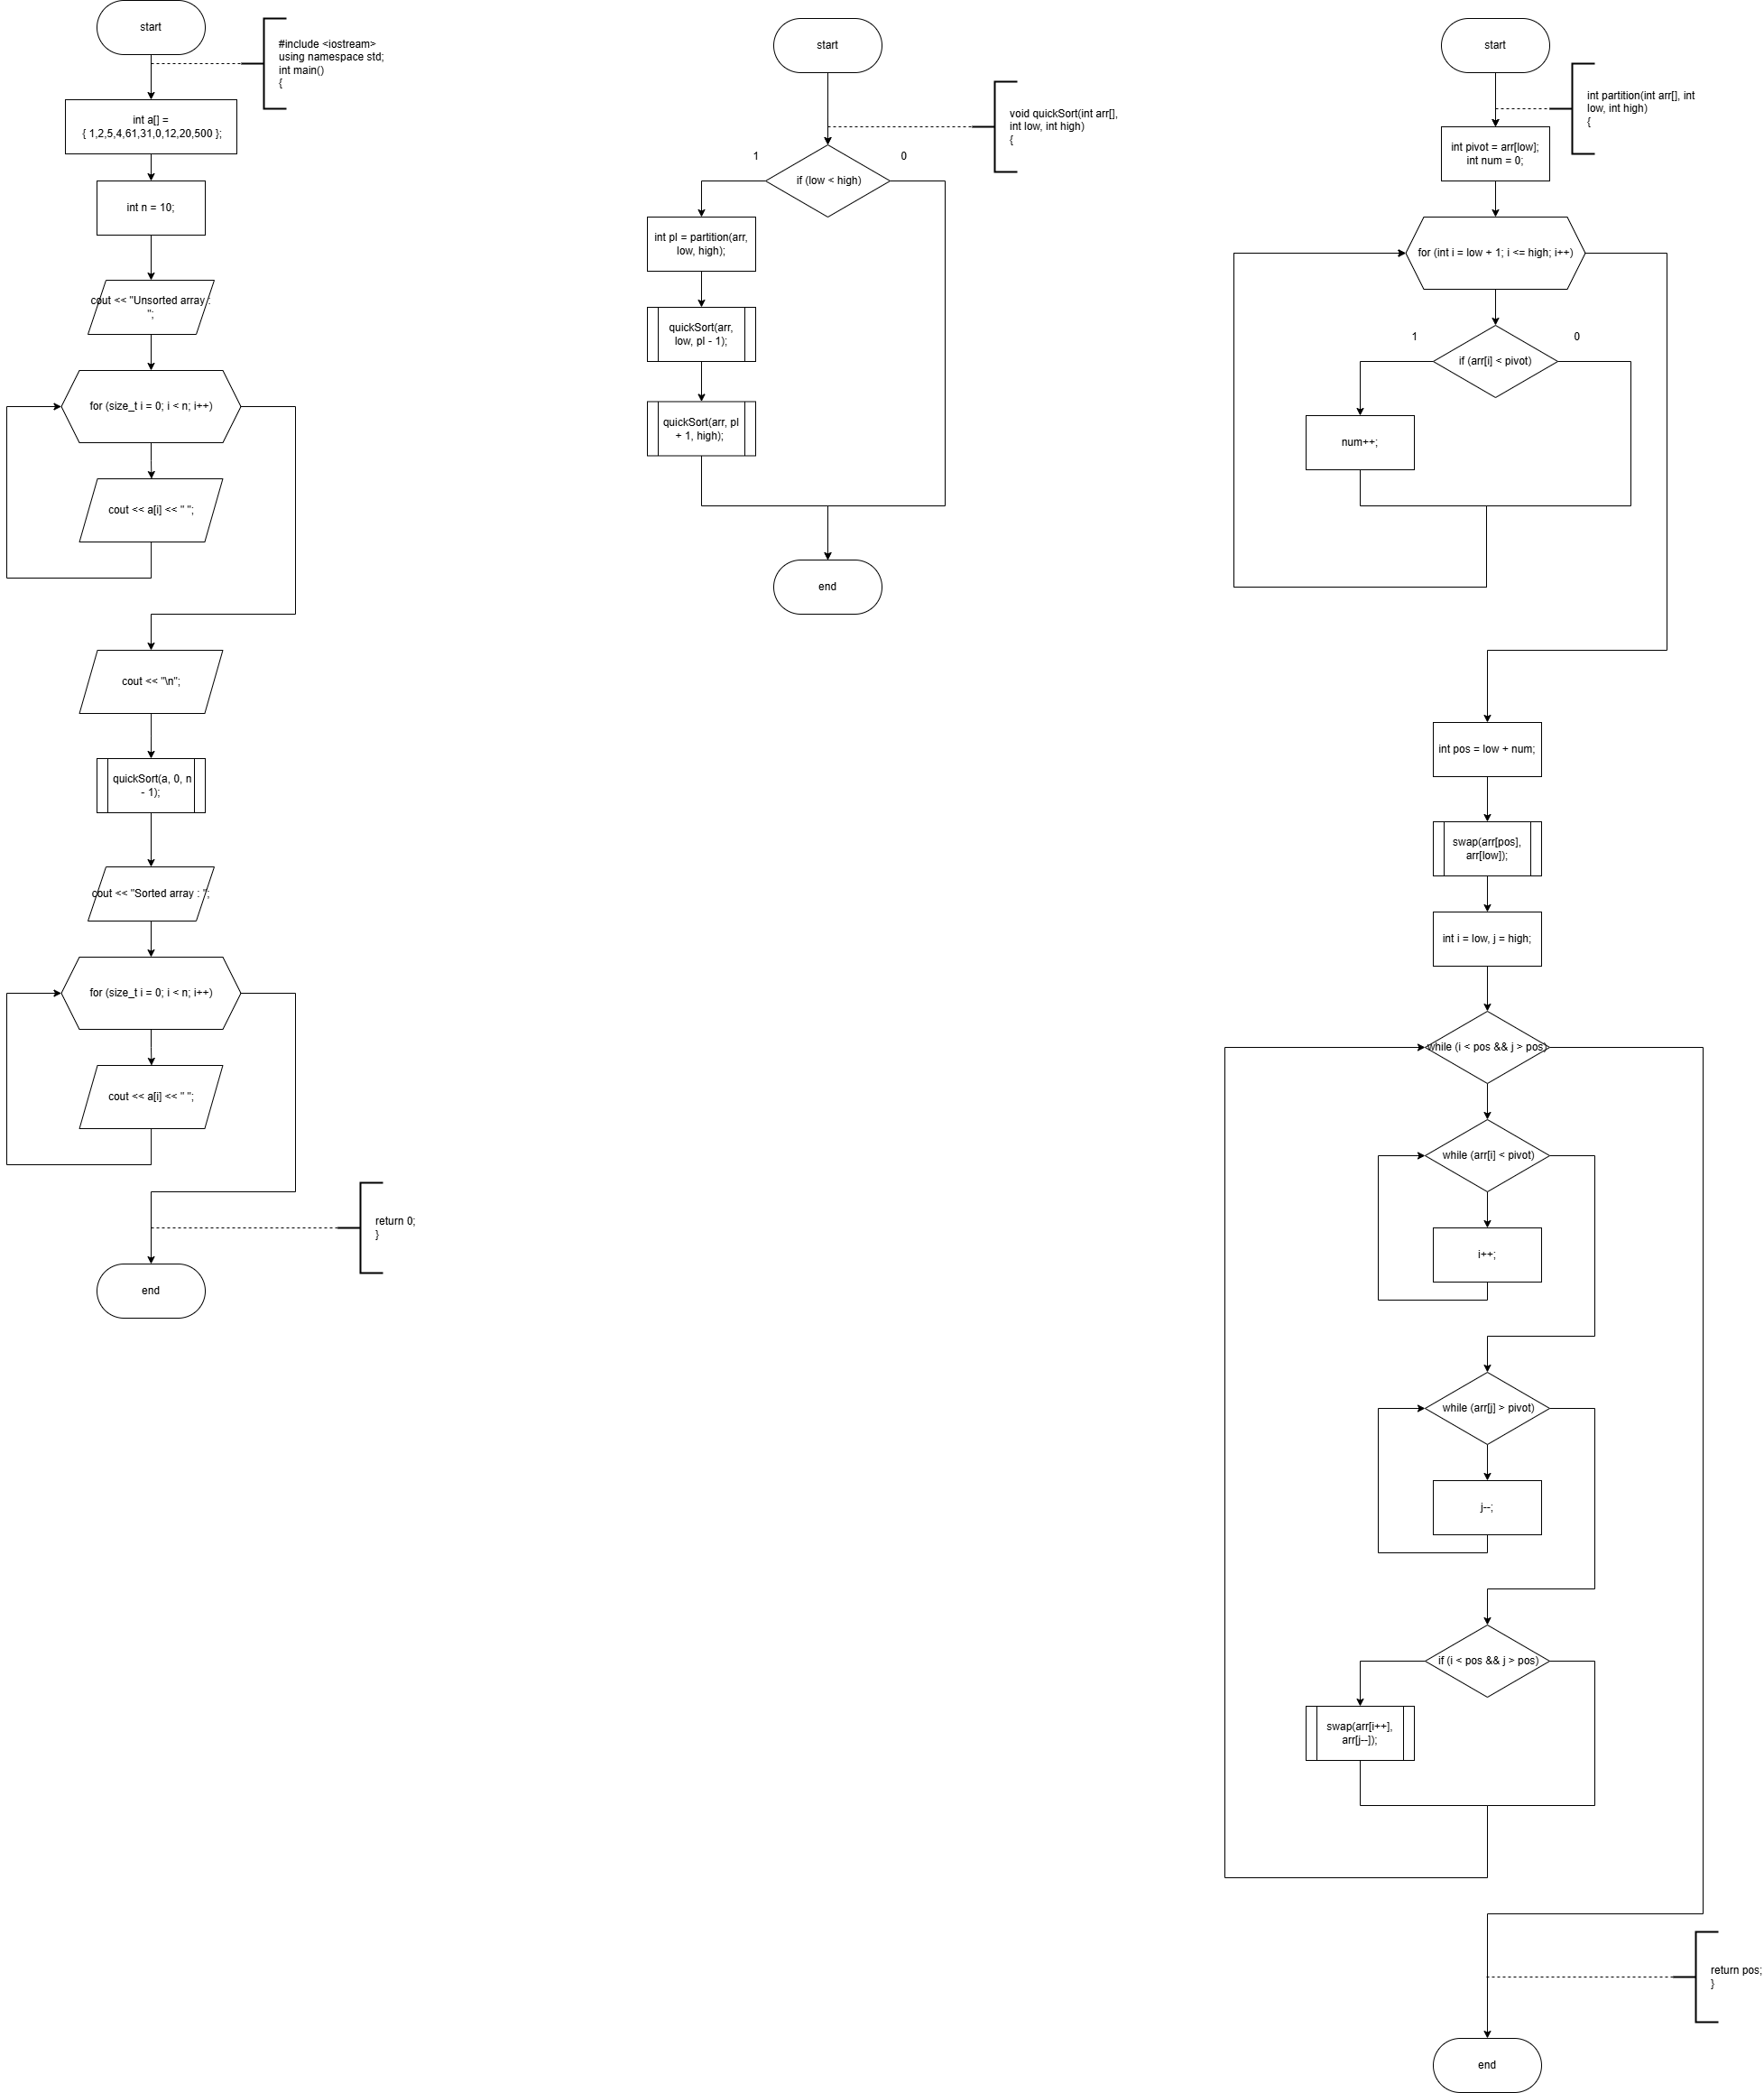 start
#include <iostream>
using namespace std;
int main()
{
int a[] =
{ 1,2,5,4,61,31,0,12,20,500 };
int n = 10;
cout << "Unsorted array :
";
for (size_t i = 0; i < n; i++)
cout << a[i] << " ";
cout << "\n";
quickSort(a, 0, n
- 1);
cout << "Sorted array : ";
for (size_t i = 0; i < n; i++)
cout << a[i] << " ";
return 0;
}
end
start
void quickSort(int arr[],
int low, int high)
{
1
0
if (low < high)
int pl = partition(arr,
low, high);
quickSort(arr,
low, pl - 1);
quickSort(arr, pl
+ 1, high);
end
start
int partition(int arr[], int
low, int high)
{
int pivot = arr[low];
int num = 0;
for (int i = low + 1; i <= high; i++)
1
0
if (arr[i] < pivot)
num++;
int pos = low + num;
swap(arr[pos],
arr[low]);
int i = low, j = high;
while (i < pos && j > pos)
while (arr[i] < pivot)
i++;
while (arr[j] > pivot)
j--;
if (i < pos && j > pos)
swap(arr[i++],
arr[j--]);
return pos;
}
end